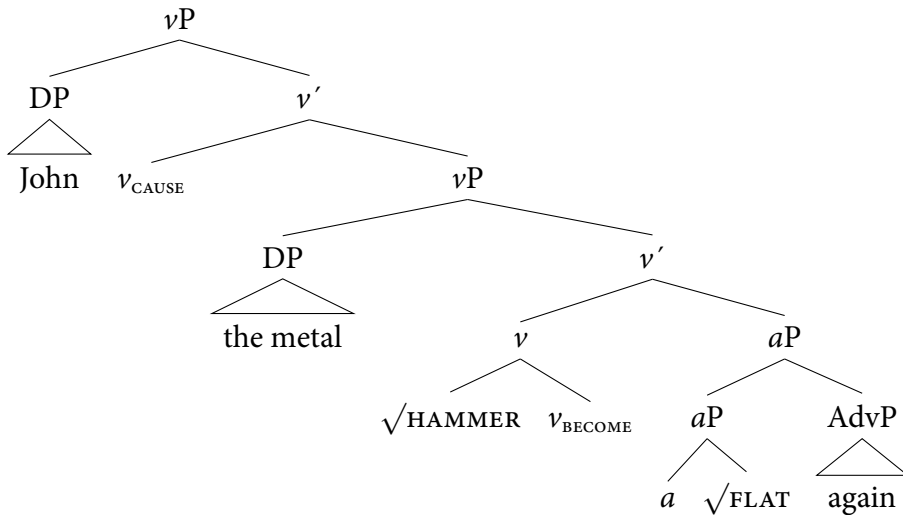 vP
DP v′
John v_CAUSE vP
DP v′
the metal v aP
√HAMMER v_BECOME aP AdvP
a √FLAT again